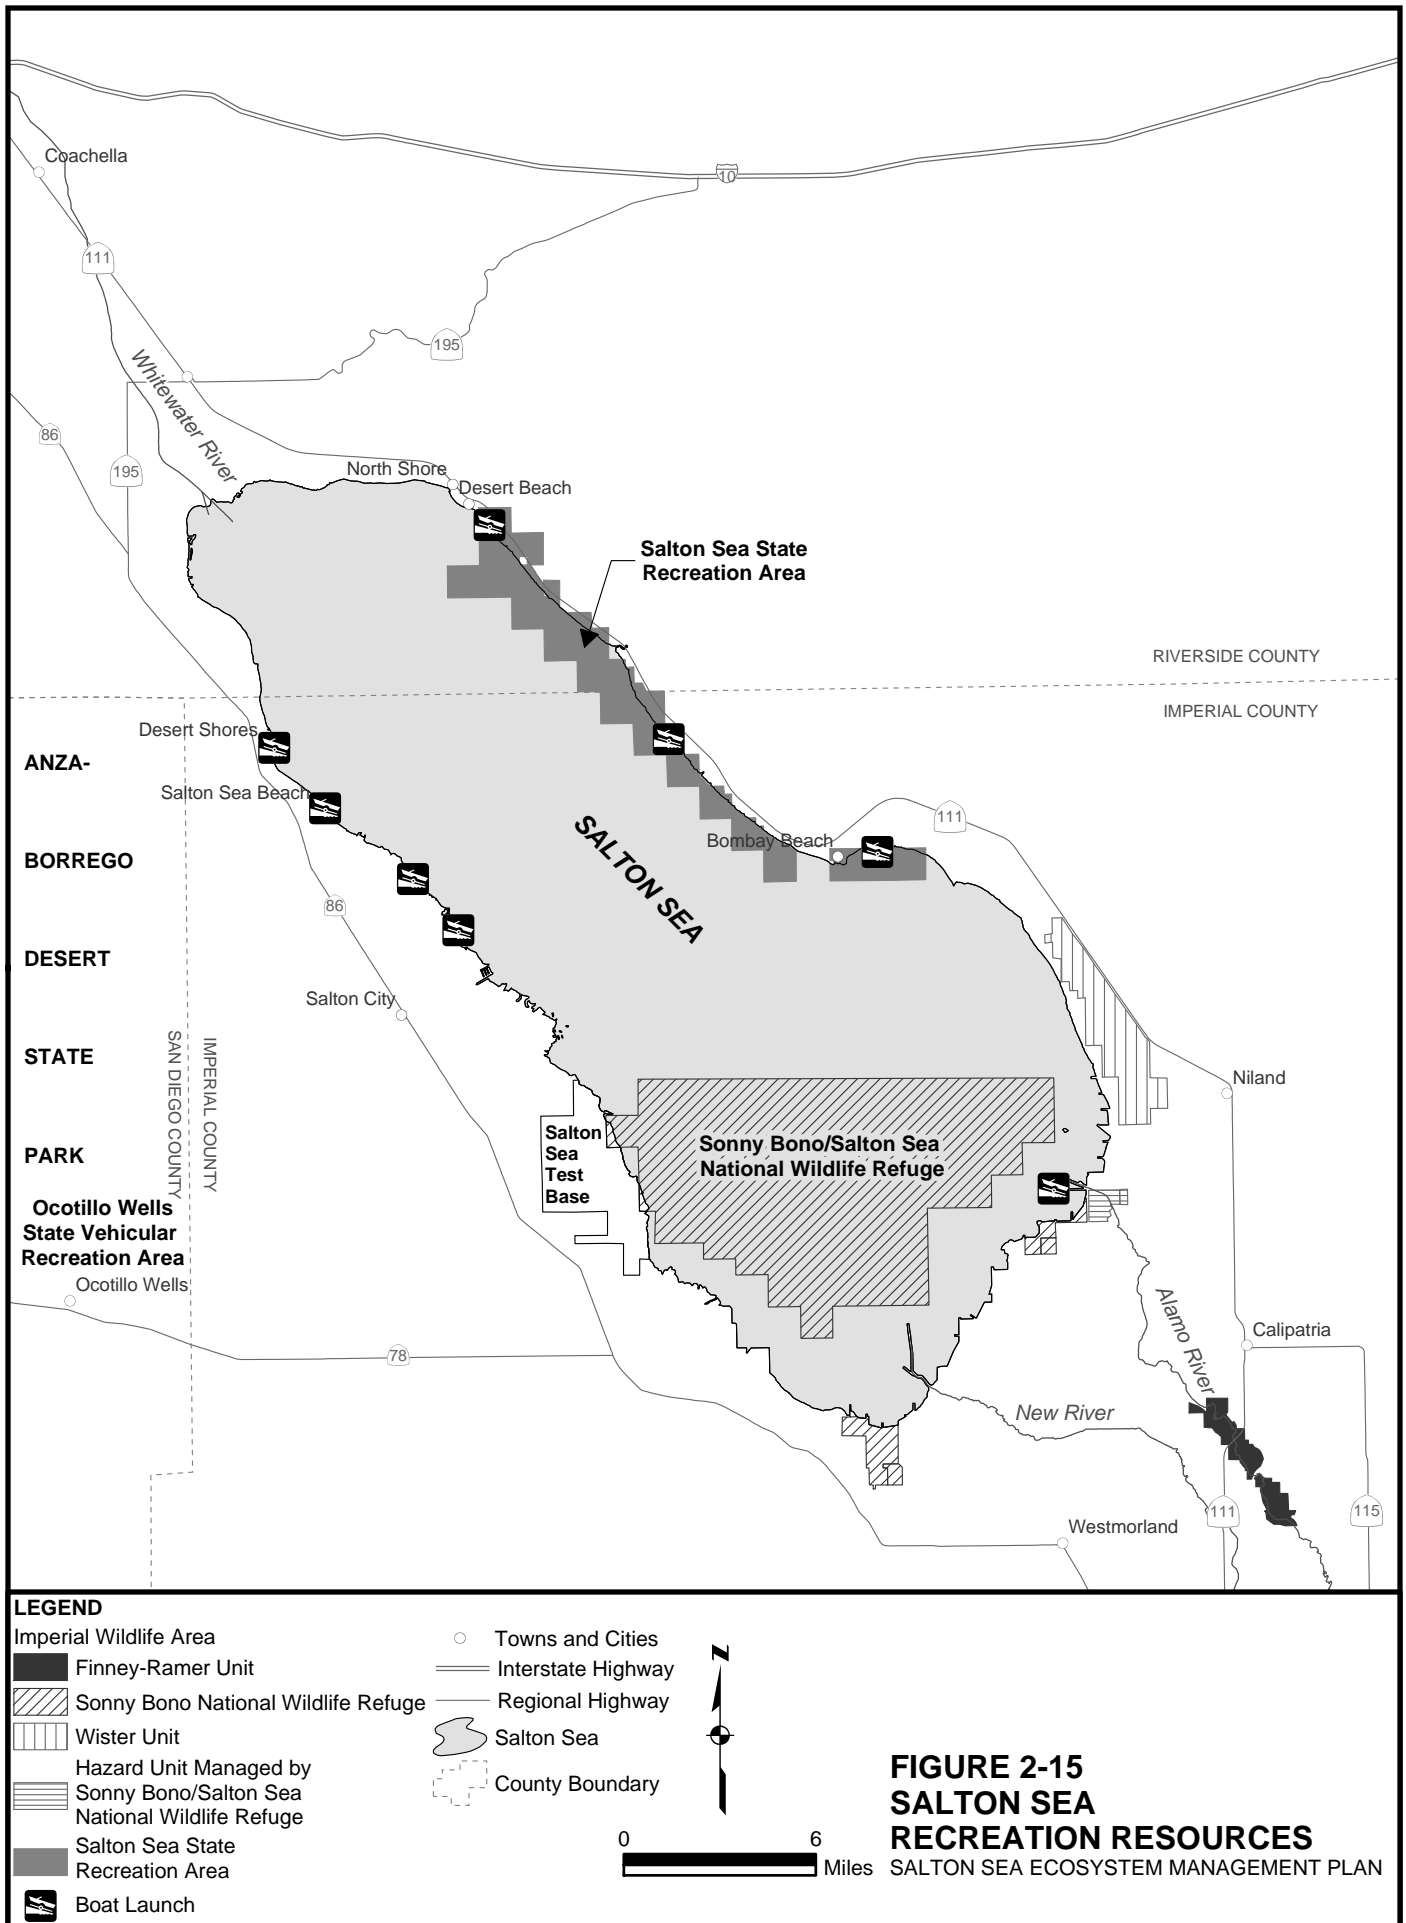 Coachella
10
111
195
Whitewater River
86
195
North Shore
Desert Beach
Salton Sea State
Recreation Area
RIVERSIDE COUNTY
IMPERIAL COUNTY
Desert Shores
ANZA-
Salton Sea Beach
SALTON SEA
111
Bombay Beach
BORREGO
86
DESERT
Salton City
STATE
SAN DIEGO COUNTY
IMPERIAL COUNTY
Niland
PARK
Salton
Sea
Test
Base
Sonny Bono/Salton Sea
National Wildlife Refuge
Ocotillo Wells
State Vehicular
Recreation Area
Ocotillo Wells
Alamo River
Calipatria
78
New River
111
115
Westmorland
LEGEND
Imperial Wildlife Area
Finney-Ramer Unit
Sonny Bono National Wildlife Refuge
Wister Unit
Hazard Unit Managed by
Sonny Bono/Salton Sea
National Wildlife Refuge
Salton Sea State
Recreation Area
Boat Launch
Towns and Cities
Interstate Highway
Regional Highway
Salton Sea
County Boundary
N
0 6
Miles
FIGURE 2-15
SALTON SEA
RECREATION RESOURCES
SALTON SEA ECOSYSTEM MANAGEMENT PLAN